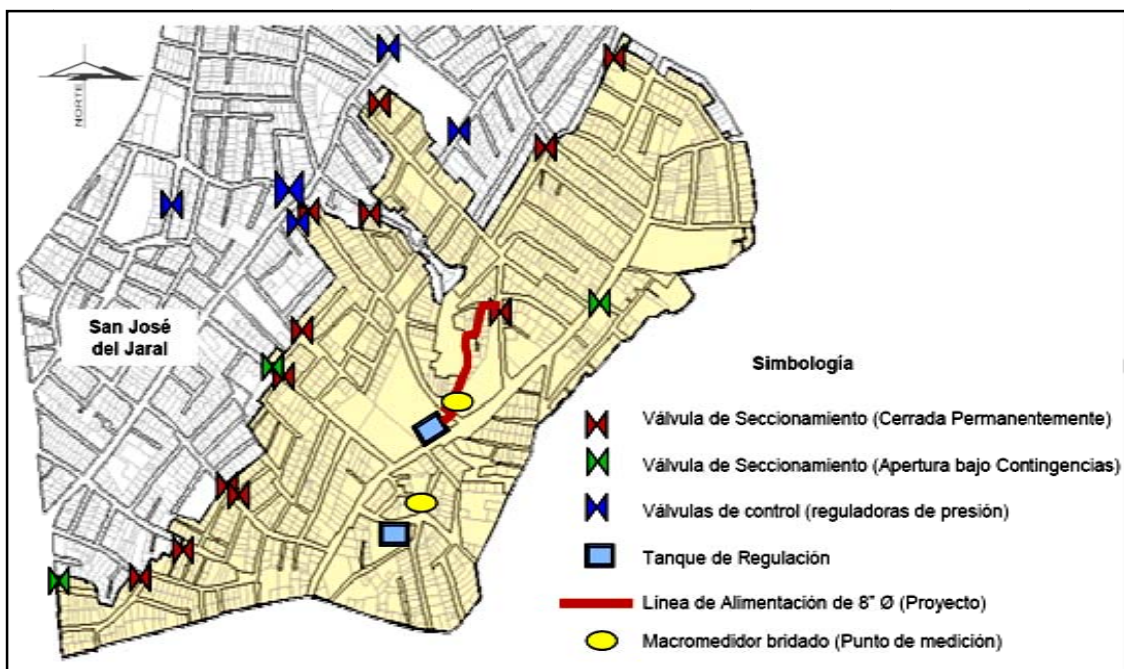 NORTE
San José
del Jaral
Simbología
Válvula de Seccionamiento (Cerrada Permanentemente)
Válvula de Seccionamiento (Apertura bajo Contingencias)
Válvulas de control (reguladoras de presión)
Tanque de Regulación
Línea de Alimentación de 8" Ø (Proyecto)
Macromedidor bridado (Punto de medición)